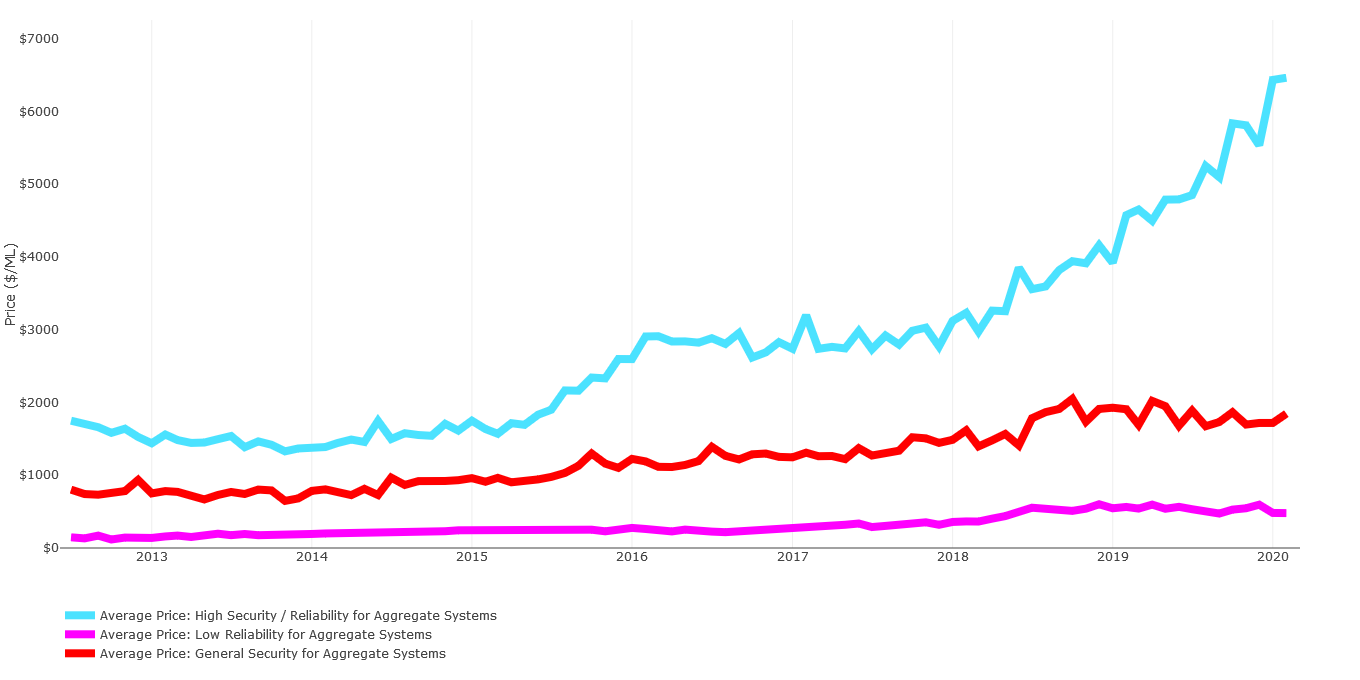 $7000
$6000
$5000
$4000
$3000
$2000
$1000
$0
Price ($/ML)
2013 2014 2015 2016 2017 2018 2019 2020
Average Price: High Security / Reliability for Aggregate Systems
Average Price: Low Reliability for Aggregate Systems
Average Price: General Security for Aggregate Systems